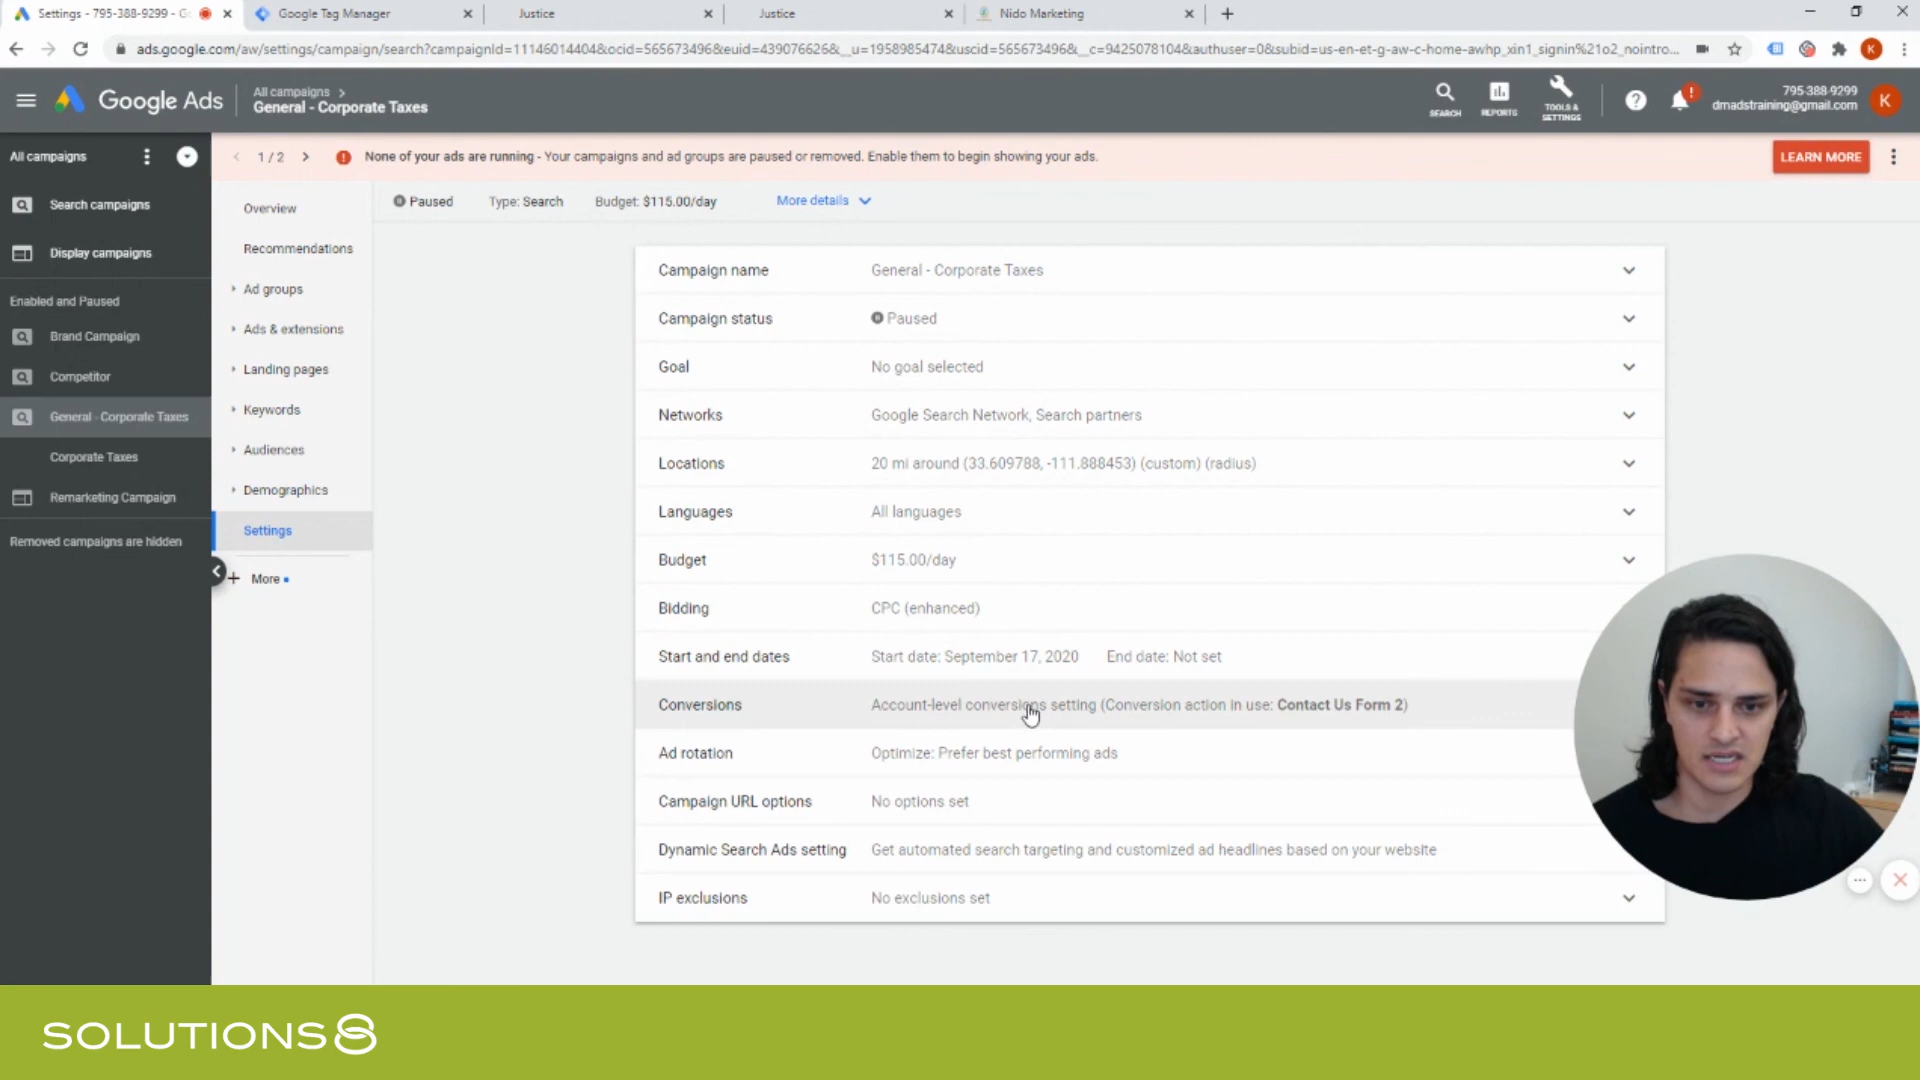 Settings - 795-388-9299 - G
Google Tag Manager
Justice
Justice
Nido Marketing
ads.google.com/aw/settings/campaign/search?campaignId=11146014404&ocid=565673496&euid=439076626&__u=1958985474&uscid=565673496&__c=9425078104&authuser=0&subid=us-en-et-g-aw-c-home-awhp_xin1_signin%21o2_nointro...
K
Google Ads
All campaigns >
General - Corporate Taxes
SEARCH
REPORTS
TOOLS & SETTINGS
795-388-9299
dmadstraining@gmail.com
K
All campaigns
1 / 2
None of your ads are running - Your campaigns and ad groups are paused or removed. Enable them to begin showing your ads.
LEARN MORE
Search campaigns
Display campaigns
Enabled and Paused
Brand Campaign
Competitor
General - Corporate Taxes
Corporate Taxes
Remarketing Campaign
Removed campaigns are hidden
Overview
Recommendations
Ad groups
Ads & extensions
Landing pages
Keywords
Audiences
Demographics
Settings
+ More
Paused Type: Search Budget: $115.00/day More details
Campaign name General - Corporate Taxes
Campaign status Paused
Goal No goal selected
Networks Google Search Network, Search partners
Locations 20 mi around (33.609788, -111.888453) (custom) (radius)
Languages All languages
Budget $115.00/day
Bidding CPC (enhanced)
Start and end dates Start date: September 17, 2020 End date: Not set
Conversions Account-level conversions setting (Conversion action in use: Contact Us Form 2)
Ad rotation Optimize: Prefer best performing ads
Campaign URL options No options set
Dynamic Search Ads setting Get automated search targeting and customized ad headlines based on your website
IP exclusions No exclusions set
SOLUTIONS8